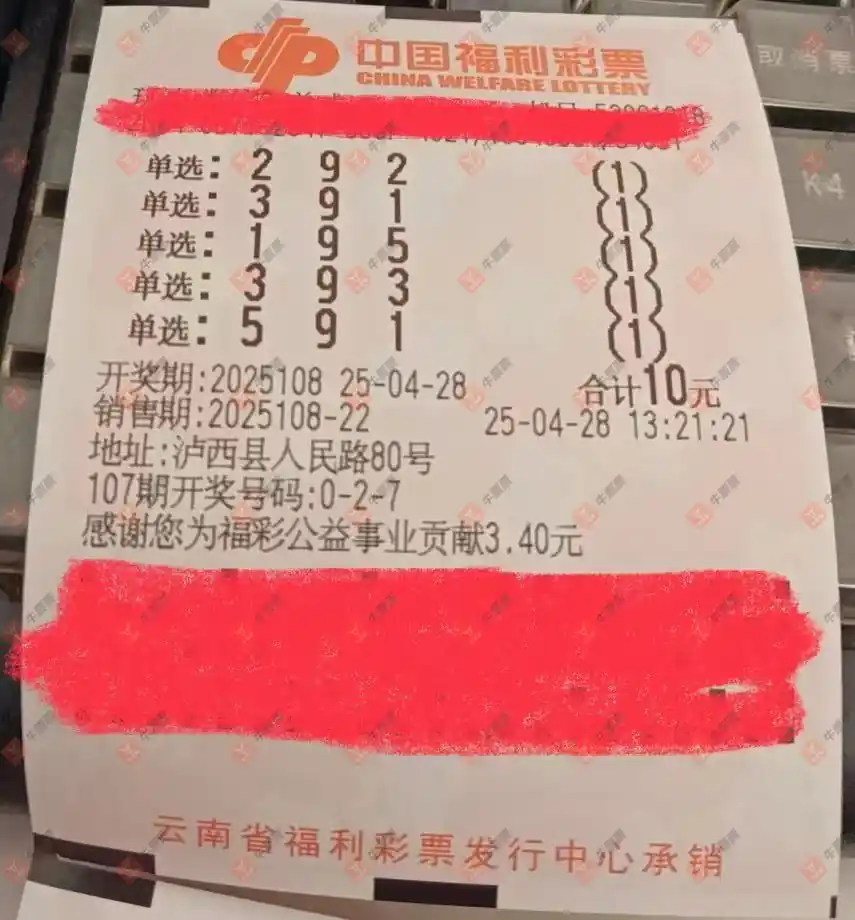 中国福利彩票
CHINA WELFARE LOTTERY
单选: 2 9 2 (1)
单选: 3 9 1 (1)
单选: 1 9 5 (1)
单选: 3 9 3 (1)
单选: 5 9 1 (1)
开奖期:2025108 25-04-28 合计10元
销售期:2025108-22 25-04-28 13:21:21
地址:泸西县人民路80号
107期开奖号码:0-2-7
感谢您为福彩公益事业贡献3.40元
云南省福利彩票发行中心承销
取消票
K4